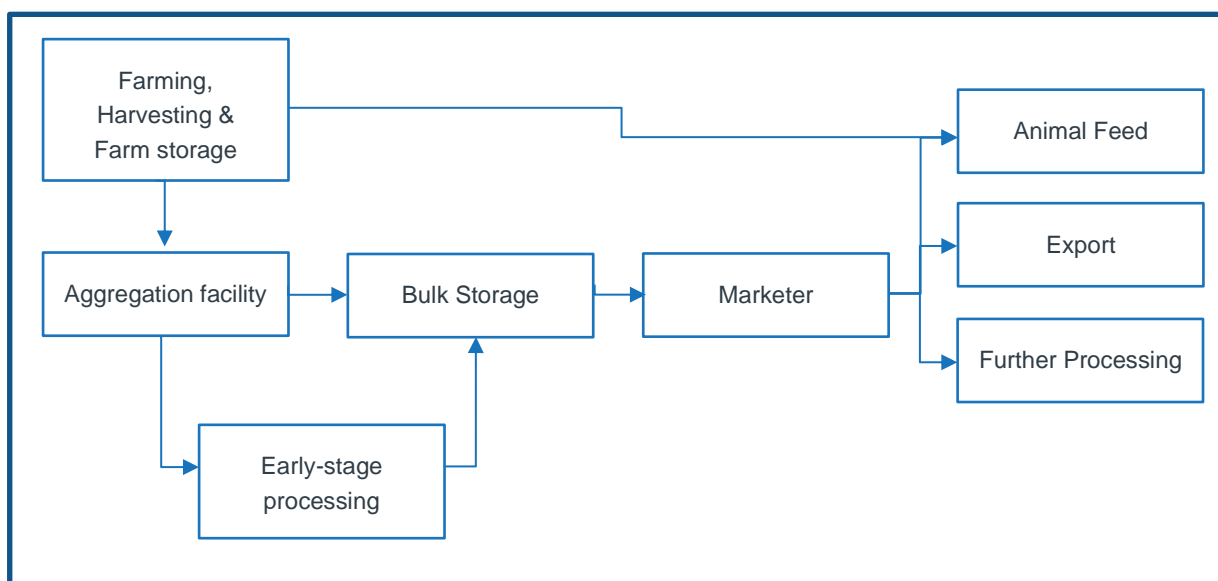 Farming,
Harvesting &
Farm storage
Animal Feed
Export
Aggregation facility
Bulk Storage
Marketer
Further Processing
Early-stage
processing